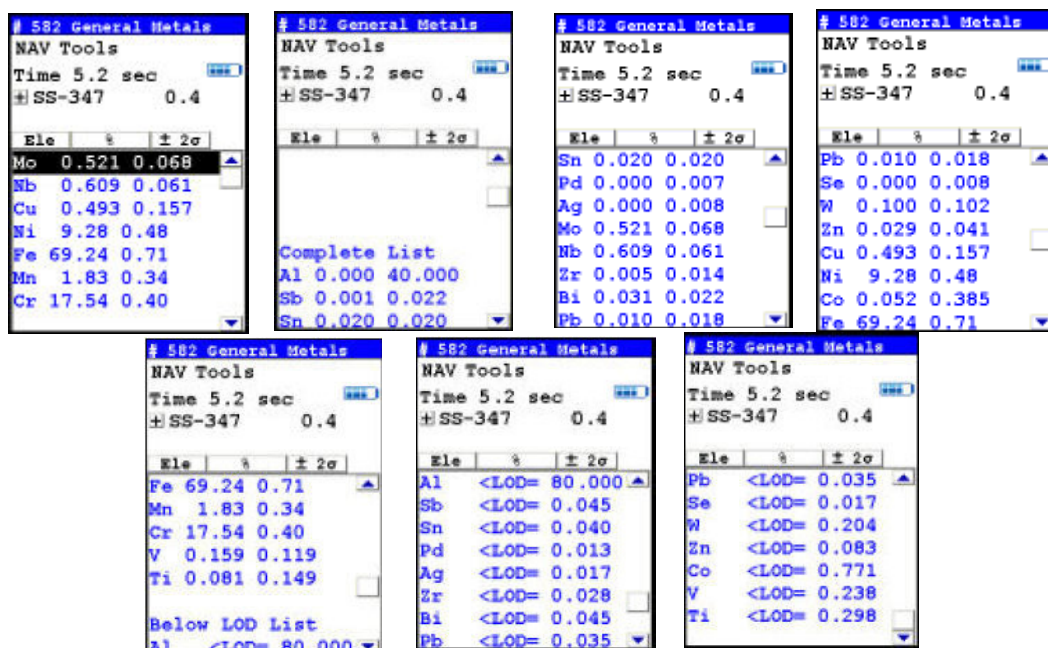 # 582 General Metals
NAV Tools
Time 5.2 sec
+ SS-347 0.4
Ele % ± 2σ
Mo 0.521 0.068
Nb 0.609 0.061
Cu 0.493 0.157
Ni 9.28 0.48
Fe 69.24 0.71
Mn 1.83 0.34
Cr 17.54 0.40
# 582 General Metals
NAV Tools
Time 5.2 sec
+ SS-347 0.4
Ele % ± 2σ
Complete List
Al 0.000 40.000
Sb 0.001 0.022
Sn 0.020 0.020
# 582 General Metals
NAV Tools
Time 5.2 sec
+ SS-347 0.4
Ele % ± 2σ
Sn 0.020 0.020
Pd 0.000 0.007
Ag 0.000 0.008
Mo 0.521 0.068
Nb 0.609 0.061
Zr 0.005 0.014
Bi 0.031 0.022
Pb 0.010 0.018
# 582 General Metals
NAV Tools
Time 5.2 sec
+ SS-347 0.4
Ele % ± 2σ
Pb 0.010 0.018
Se 0.000 0.008
W 0.100 0.102
Zn 0.029 0.041
Cu 0.493 0.157
Ni 9.28 0.48
Co 0.052 0.385
Fe 69.24 0.71
# 582 General Metals
NAV Tools
Time 5.2 sec
+ SS-347 0.4
Ele % ± 2σ
Fe 69.24 0.71
Mn 1.83 0.34
Cr 17.54 0.40
V 0.159 0.119
Ti 0.081 0.149
Below LOD List
Al <LOD= 80.000
# 582 General Metals
NAV Tools
Time 5.2 sec
+ SS-347 0.4
Ele % ± 2σ
Al <LOD= 80.000
Sb <LOD= 0.045
Sn <LOD= 0.040
Pd <LOD= 0.013
Ag <LOD= 0.017
Zr <LOD= 0.028
Bi <LOD= 0.045
Pb <LOD= 0.035
# 582 General Metals
NAV Tools
Time 5.2 sec
+ SS-347 0.4
Ele % ± 2σ
Pb <LOD= 0.035
Se <LOD= 0.017
W <LOD= 0.204
Zn <LOD= 0.083
Co <LOD= 0.771
V <LOD= 0.238
Ti <LOD= 0.298